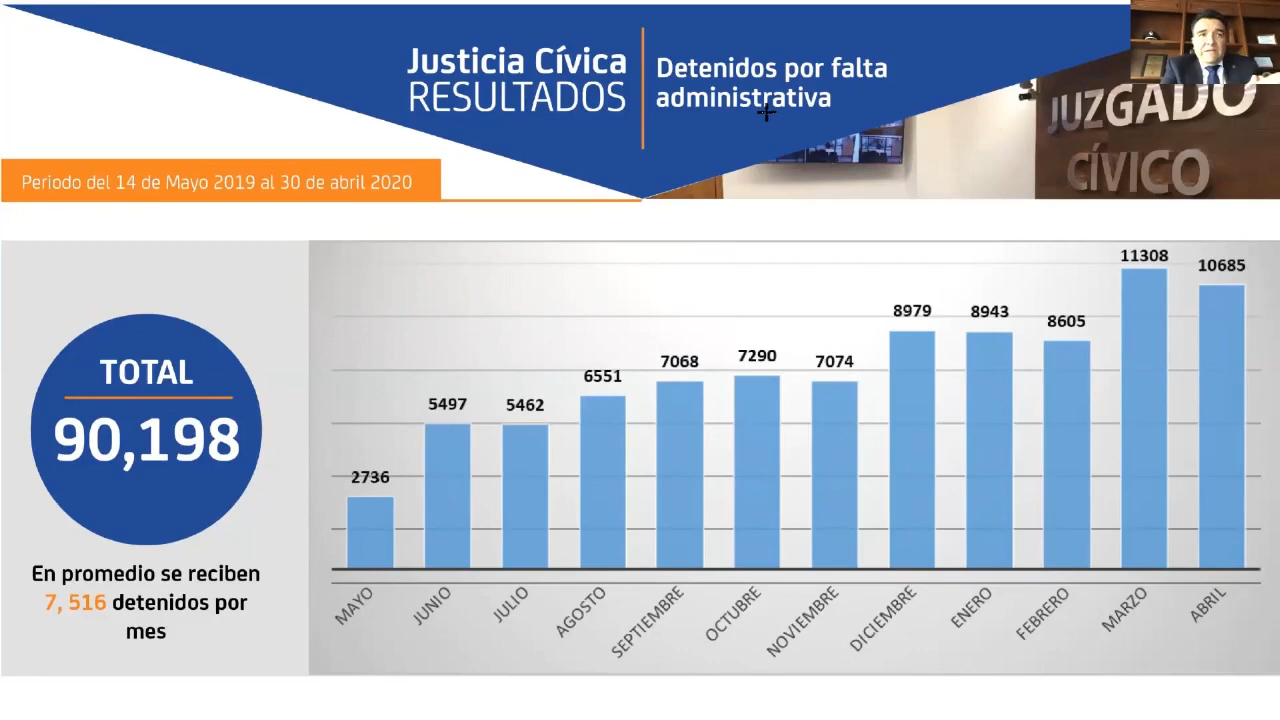 Justicia Cívica
RESULTADOS
Detenidos por falta
administrativa
JUZGADO
CÍVICO
Periodo del 14 de Mayo 2019 al 30 de abril 2020
TOTAL
90,198
En promedio se reciben
7, 516 detenidos por
mes
2736
5497
5462
6551
7068
7290
7074
8979
8943
8605
11308
10685
MAYO
JUNIO
JULIO
AGOSTO
SEPTIEMBRE
OCTUBRE
NOVIEMBRE
DICIEMBRE
ENERO
FEBRERO
MARZO
ABRIL